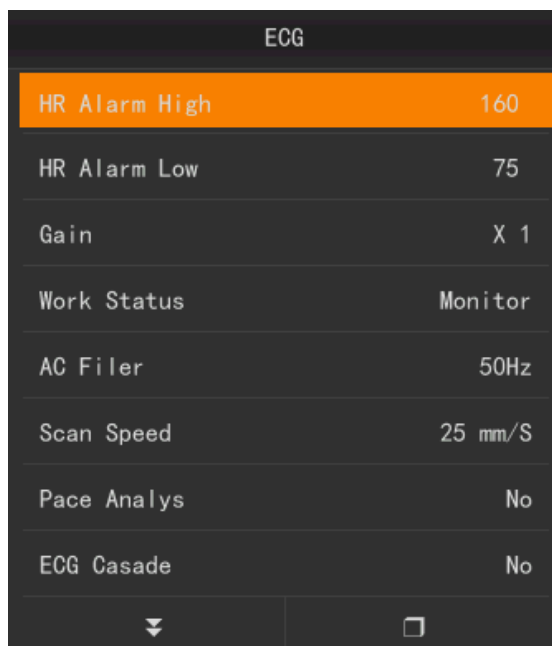 ECG
HR Alarm High 160
HR Alarm Low 75
Gain X 1
Work Status Monitor
AC Filer 50Hz
Scan Speed 25 mm/S
Pace Analys No
ECG Casade No